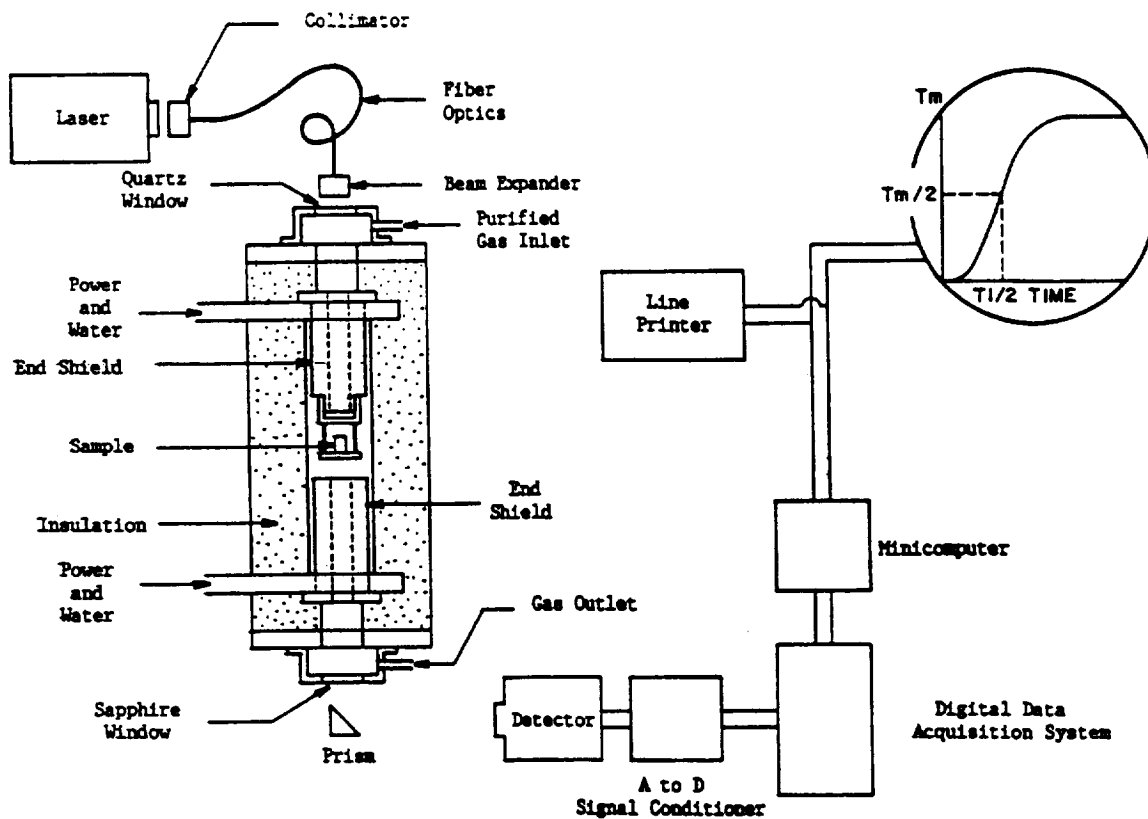 Collimator
Laser
Fiber
Optics
Quartz
Window
Beam Expander
Purified
Gas Inlet
Power
and
Water
End Shield
Sample
End
Shield
Insulation
Power
and
Water
Gas Outlet
Sapphire
Window
Prism
Tm
Tm/2
T1/2 TIME
Line
Printer
Minicomputer
Detector
A to D
Signal Conditioner
Digital Data
Acquisition System